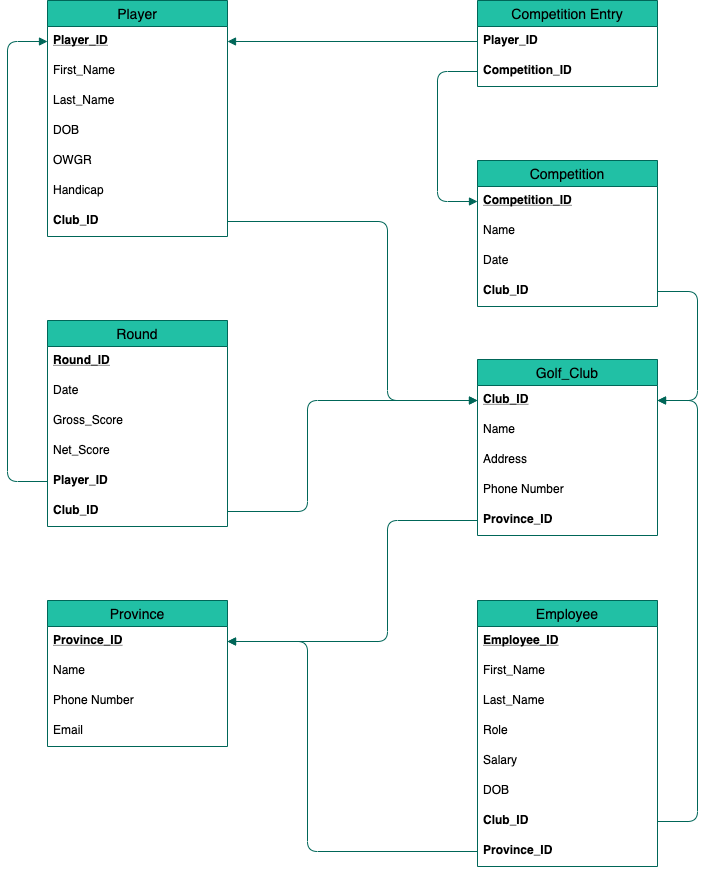 Player
Player_ID
First_Name
Last_Name
DOB
OWGR
Handicap
Club_ID
Competition Entry
Player_ID
Competition_ID
Competition
Competition_ID
Name
Date
Club_ID
Round
Round_ID
Date
Gross_Score
Net_Score
Player_ID
Club_ID
Golf_Club
Club_ID
Name
Address
Phone Number
Province_ID
Province
Province_ID
Name
Phone Number
Email
Employee
Employee_ID
First_Name
Last_Name
Role
Salary
DOB
Club_ID
Province_ID